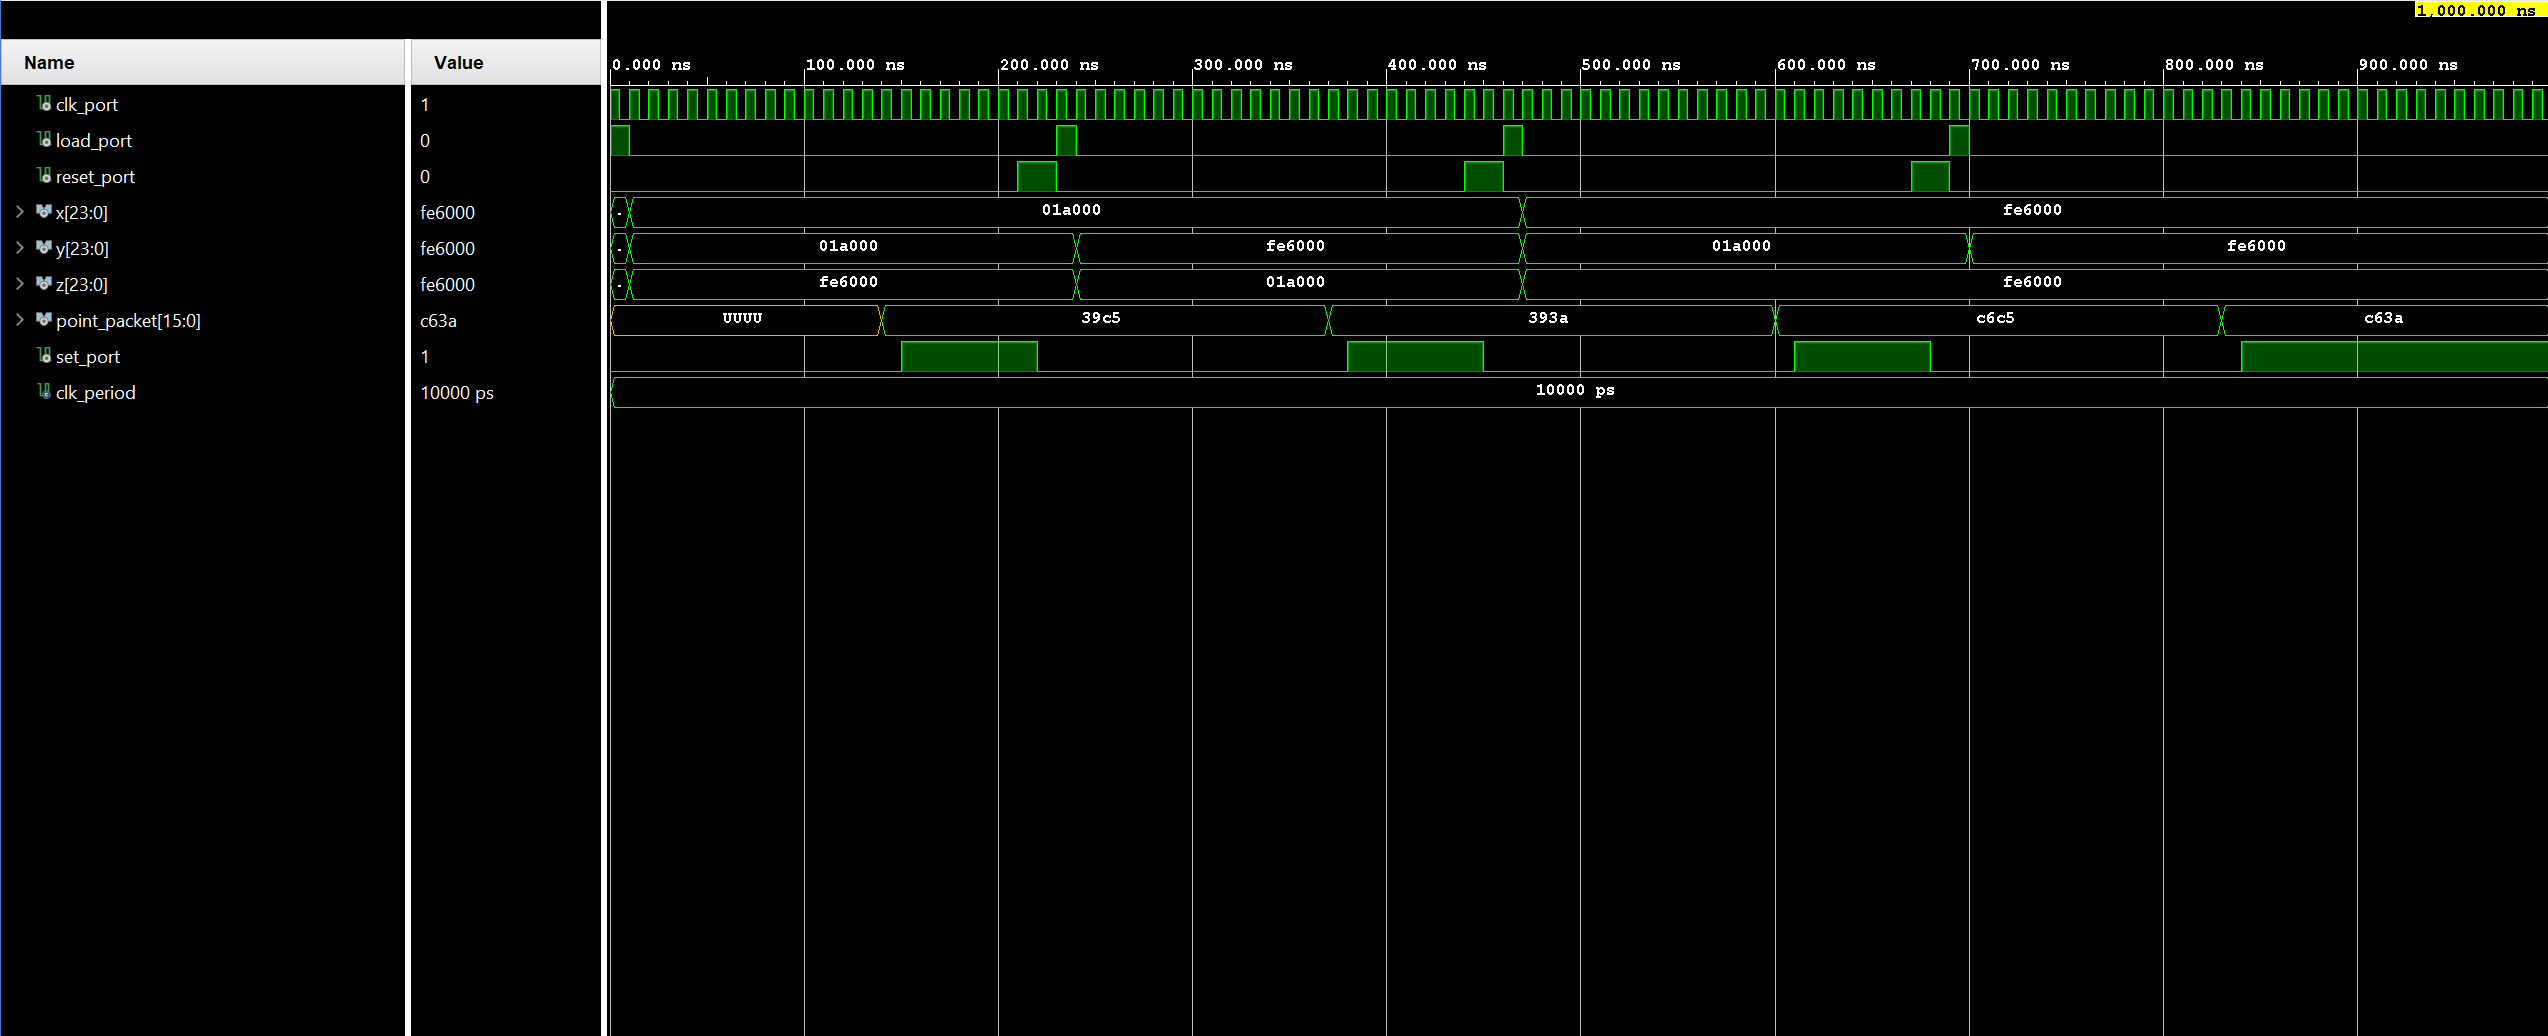 1,000.000 ns
Name Value
0.000 ns 100.000 ns 200.000 ns 300.000 ns 400.000 ns 500.000 ns 600.000 ns 700.000 ns 800.000 ns 900.000 ns
clk_port 1
load_port 0
reset_port 0
x[23:0] fe6000 . 01a000 fe6000
y[23:0] fe6000 . 01a000 fe6000 01a000 fe6000
z[23:0] fe6000 . fe6000 01a000 fe6000
point_packet[15:0] c63a UUUU 39c5 393a c6c5 c63a
set_port 1
clk_period 10000 ps 10000 ps